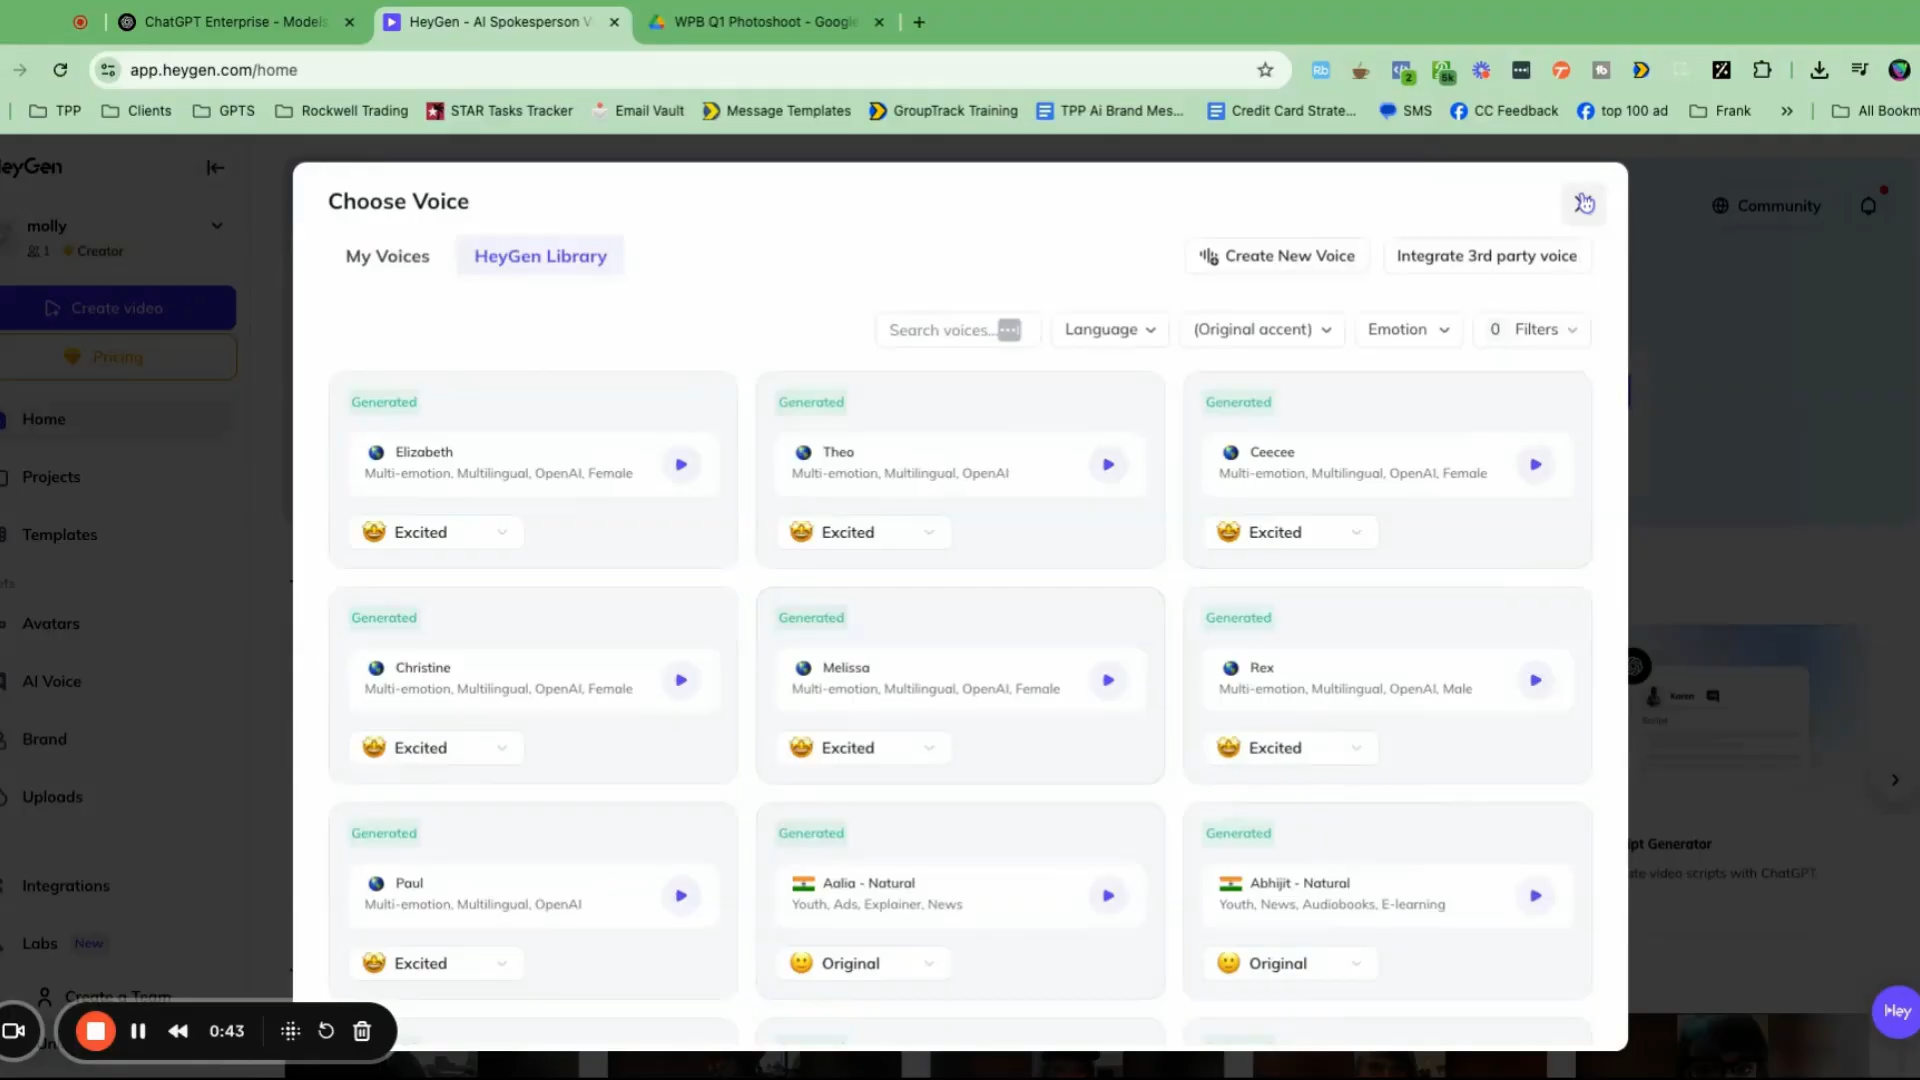 ChatGPT Enterprise - Models
HeyGen - AI Spokesperson V
WPB Q1 Photoshoot - Google
app.heygen.com/home
Rb
2
5k
TPP
Clients
GPTS
Rockwell Trading
STAR Tasks Tracker
Email Vault
Message Templates
GroupTrack Training
TPP Ai Brand Mes...
Credit Card Strate...
SMS
CC Feedback
top 100 ad
Frank
All Bookm
eyGen
molly
1 Creator
Create video
Pricing
Home
Projects
Templates
Avatars
AI Voice
Brand
Uploads
Integrations
Labs New
Create a Team
0:43
Choose Voice
My Voices
HeyGen Library
Create New Voice
Integrate 3rd party voice
Search voices...
Language
(Original accent)
Emotion
0 Filters
Generated
Elizabeth
Multi-emotion, Multilingual, OpenAI, Female
Excited
Generated
Theo
Multi-emotion, Multilingual, OpenAI
Excited
Generated
Ceecee
Multi-emotion, Multilingual, OpenAI, Female
Excited
Generated
Christine
Multi-emotion, Multilingual, OpenAI, Female
Excited
Generated
Melissa
Multi-emotion, Multilingual, OpenAI, Female
Excited
Generated
Rex
Multi-emotion, Multilingual, OpenAI, Male
Excited
Generated
Paul
Multi-emotion, Multilingual, OpenAI
Excited
Generated
Aalia - Natural
Youth, Ads, Explainer, News
Original
Generated
Abhijit - Natural
Youth, News, Audiobooks, E-learning
Original
Community
Karen
Script
ipt Generator
ate video scripts with ChatGPT
Hey